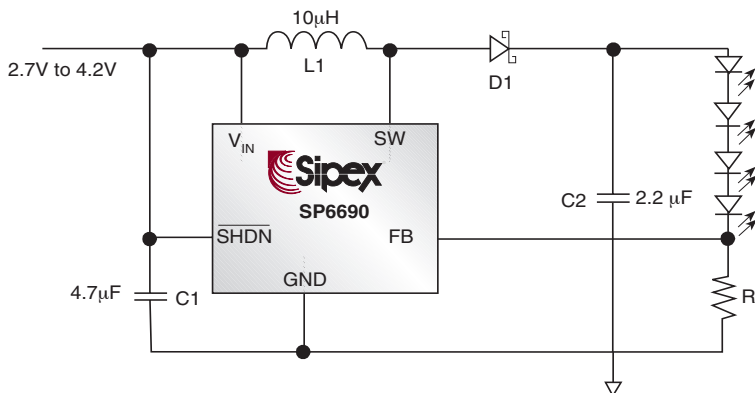 10μH
L1
2.7V to 4.2V
D1
VIN
SW
Sipex
SP6690
SHDN
FB
GND
C2
2.2 μF
4.7μF
C1
R